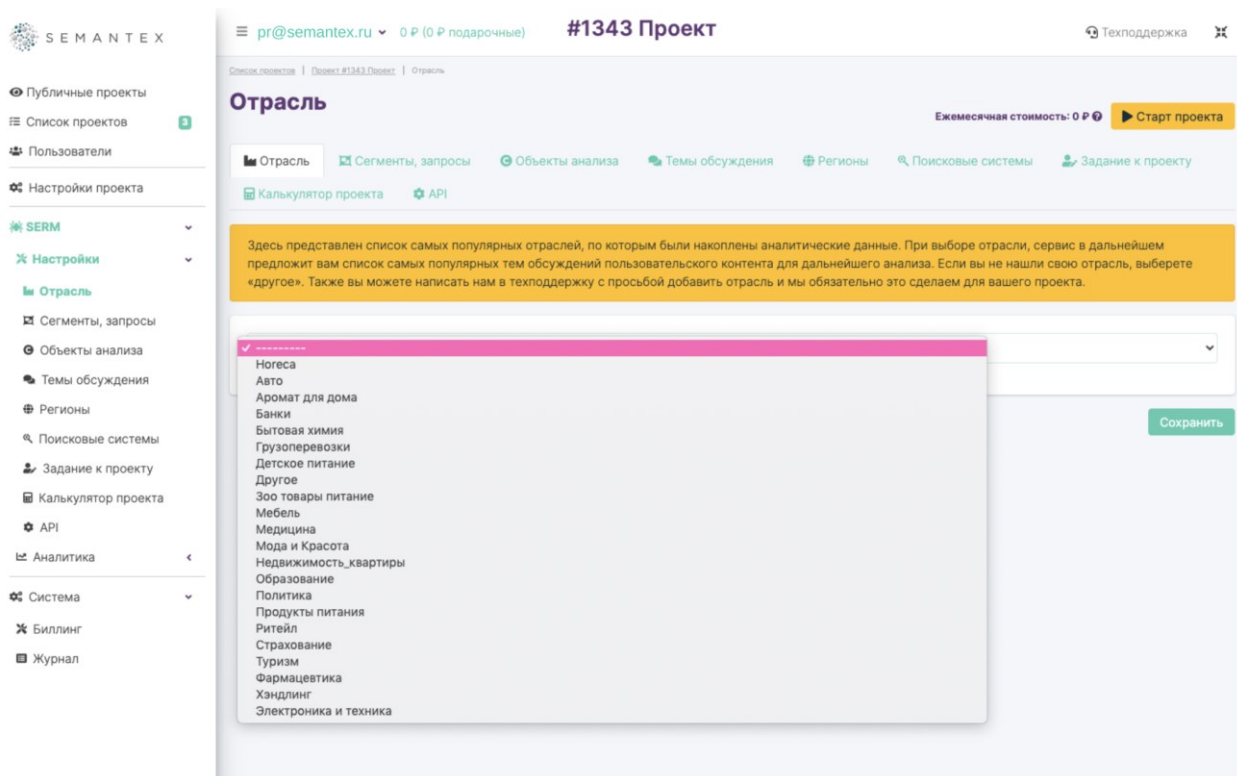 SEMANTEX
Публичные проекты
Список проектов 3
Пользователи
Настройки проекта
SERM
Настройки
Отрасль
Сегменты, запросы
Объекты анализа
Темы обсуждения
Регионы
Поисковые системы
Задание к проекту
Калькулятор проекта
API
Аналитика
Система
Биллинг
Журнал
pr@semantex.ru 0 ₽ (0 ₽ подарочные) #1343 Проект Техподдержка
Список проектов | Проект #1343 Проект | Отрасль
Отрасль
Ежемесячная стоимость: 0 ₽ Старт проекта
Отрасль Сегменты, запросы Объекты анализа Темы обсуждения Регионы Поисковые системы Задание к проекту
Калькулятор проекта API
Здесь представлен список самых популярных отраслей, по которым были накоплены аналитические данные. При выборе отрасли, сервис в дальнейшем
предложит вам список самых популярных тем обсуждений пользовательского контента для дальнейшего анализа. Если вы не нашли свою отрасль, выберете
«другое». Также вы можете написать нам в техподдержку с просьбой добавить отрасль и мы обязательно это сделаем для вашего проекта.
---------
Horeca
Авто
Аромат для дома
Банки
Бытовая химия
Грузоперевозки
Детское питание
Другое
Зоо товары питание
Мебель
Медицина
Мода и Красота
Недвижимость_квартиры
Образование
Политика
Продукты питания
Ритейл
Страхование
Туризм
Фармацевтика
Хэндлинг
Электроника и техника
Сохранить